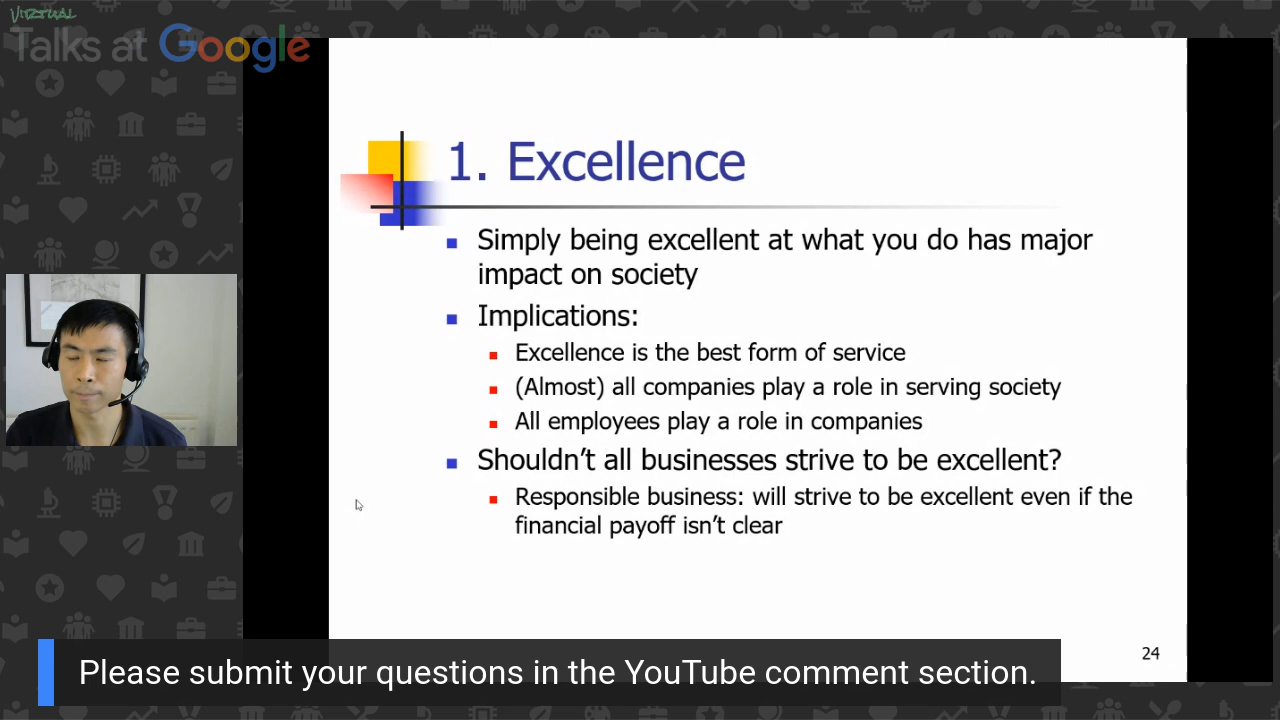 VIRTUAL
Talks at Google
1. Excellence
Simply being excellent at what you do has major
impact on society
Implications:
Excellence is the best form of service
(Almost) all companies play a role in serving society
All employees play a role in companies
Shouldn't all businesses strive to be excellent?
Responsible business: will strive to be excellent even if the
financial payoff isn't clear
24
Please submit your questions in the YouTube comment section.